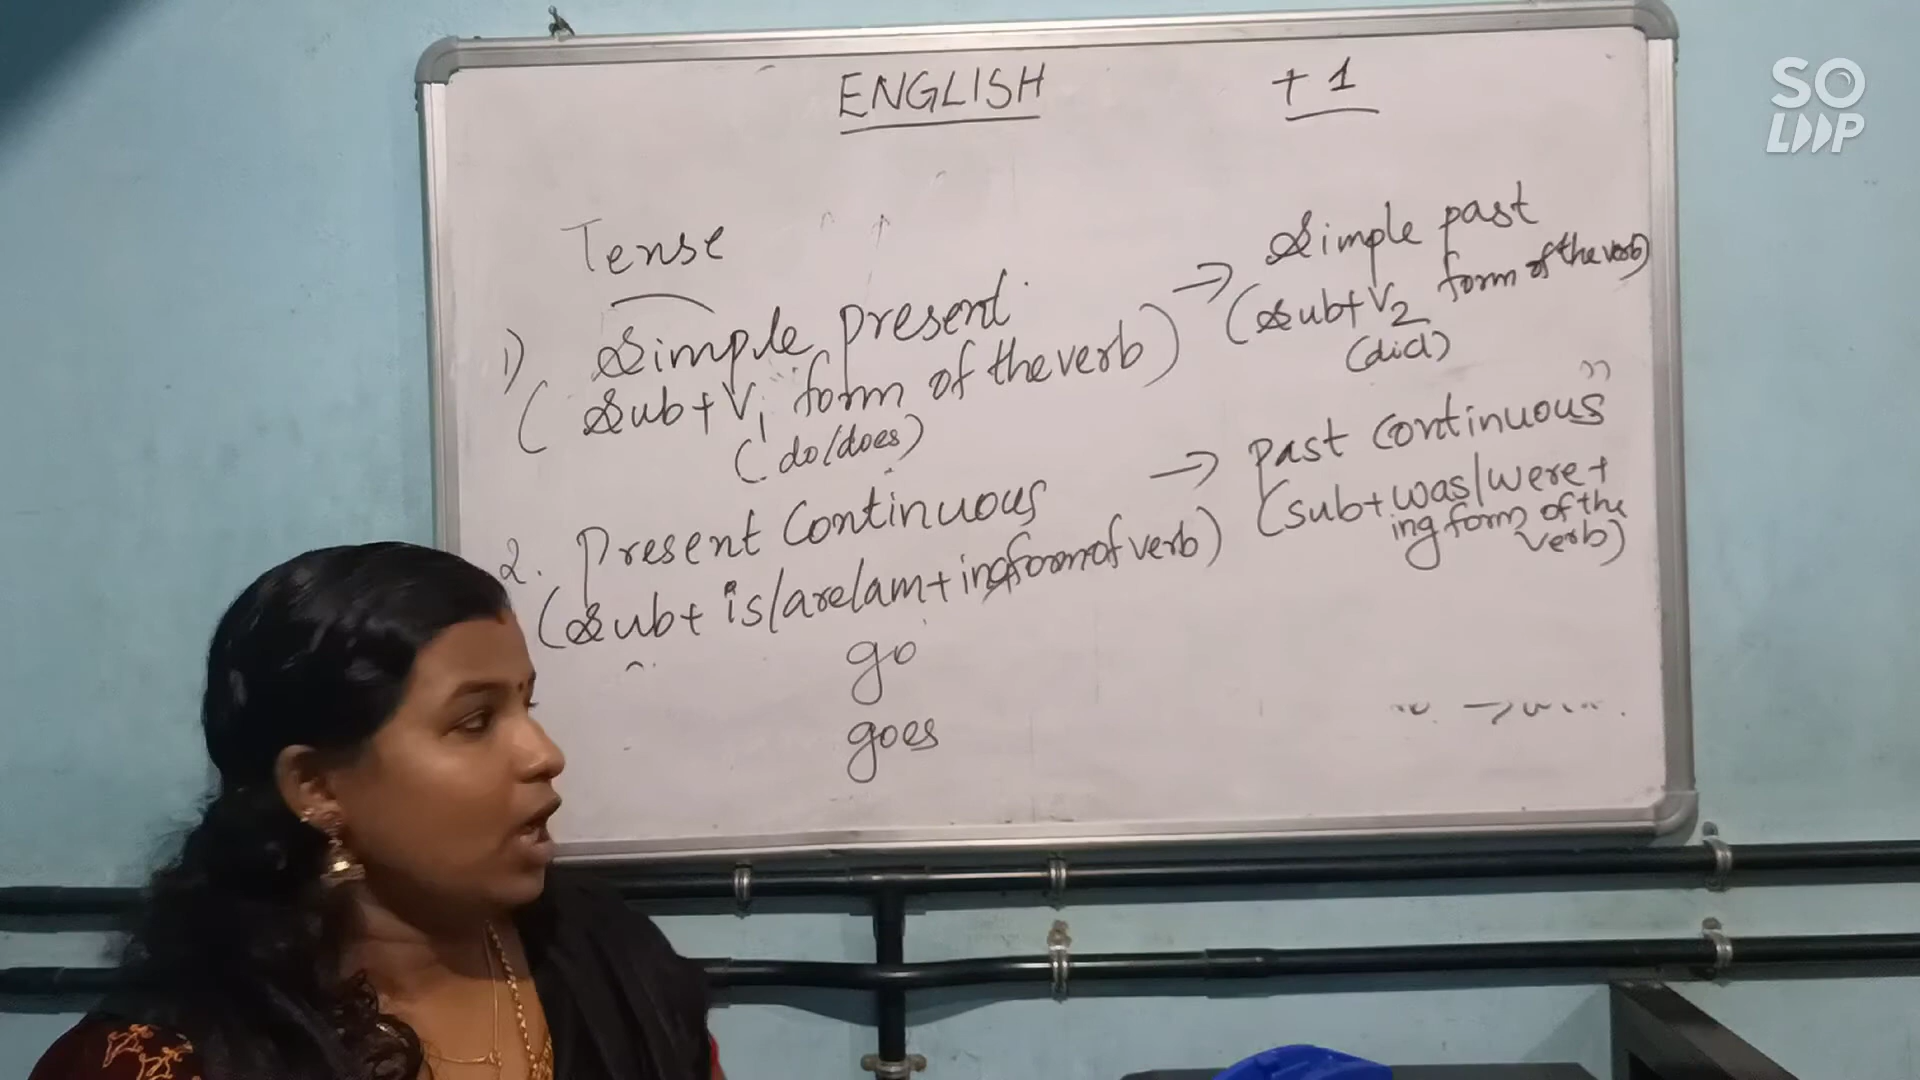 ENGLISH
+1
Tense
1) Simple present
(Sub+V1 form of the verb)
(do/does)
→ Simple past
(Sub+V2 form of the verb)
(did)
2. Present Continuous
(Sub+ is/are/am+ingform of verb)
go
goes
→ past continuous
(sub+was/were+
ing form of the
verb)
SO
LOOP